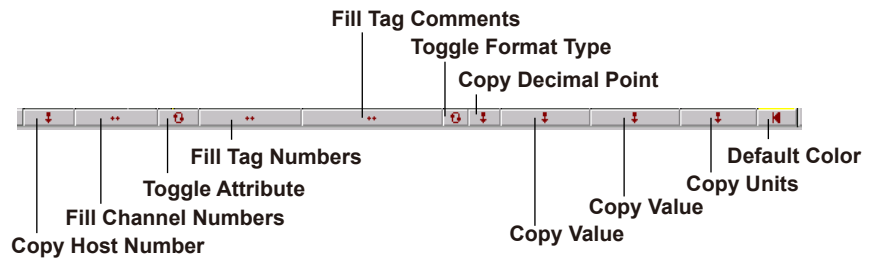 Fill Tag Comments
Toggle Format Type
Copy Decimal Point
Fill Tag Numbers
Default Color
Toggle Attribute
Copy Units
Fill Channel Numbers
Copy Value
Copy Host Number
Copy Value